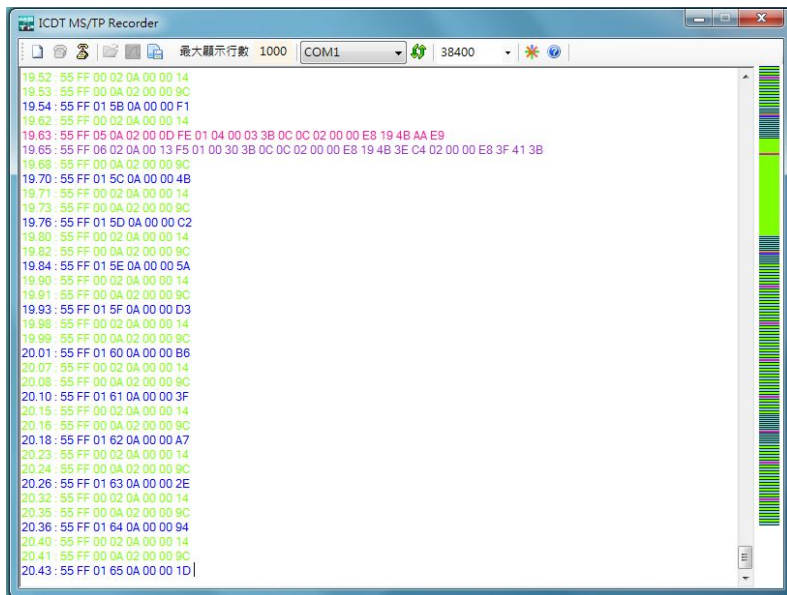 ICDT MS/TP Recorder
最大顯示行數 1000 COM1 38400
19.52 : 55 FF 00 02 0A 00 00 14
19.53 : 55 FF 00 0A 02 00 00 9C
19.54 : 55 FF 01 5B 0A 00 00 F1
19.62 : 55 FF 00 02 0A 00 00 14
19.63 : 55 FF 05 0A 02 00 0D FE 01 04 00 03 3B 0C 0C 02 00 00 E8 19 4B AA E9
19.65 : 55 FF 06 02 0A 00 13 F5 01 00 30 3B 0C 0C 02 00 00 E8 19 4B 3E C4 02 00 00 E8 3F 41 3B
19.68 : 55 FF 00 0A 02 00 00 9C
19.70 : 55 FF 01 5C 0A 00 00 4B
19.71 : 55 FF 00 02 0A 00 00 14
19.73 : 55 FF 00 0A 02 00 00 9C
19.76 : 55 FF 01 5D 0A 00 00 C2
19.80 : 55 FF 00 02 0A 00 00 14
19.82 : 55 FF 00 0A 02 00 00 9C
19.84 : 55 FF 01 5E 0A 00 00 5A
19.90 : 55 FF 00 02 0A 00 00 14
19.91 : 55 FF 00 0A 02 00 00 9C
19.93 : 55 FF 01 5F 0A 00 00 D3
19.98 : 55 FF 00 02 0A 00 00 14
19.99 : 55 FF 00 0A 02 00 00 9C
20.01 : 55 FF 01 60 0A 00 00 B6
20.07 : 55 FF 00 02 0A 00 00 14
20.08 : 55 FF 00 0A 02 00 00 9C
20.10 : 55 FF 01 61 0A 00 00 3F
20.15 : 55 FF 00 02 0A 00 00 14
20.16 : 55 FF 00 0A 02 00 00 9C
20.18 : 55 FF 01 62 0A 00 00 A7
20.23 : 55 FF 00 02 0A 00 00 14
20.24 : 55 FF 00 0A 02 00 00 9C
20.26 : 55 FF 01 63 0A 00 00 2E
20.32 : 55 FF 00 02 0A 00 00 14
20.35 : 55 FF 00 0A 02 00 00 9C
20.36 : 55 FF 01 64 0A 00 00 94
20.40 : 55 FF 00 02 0A 00 00 14
20.41 : 55 FF 00 0A 02 00 00 9C
20.43 : 55 FF 01 65 0A 00 00 1D